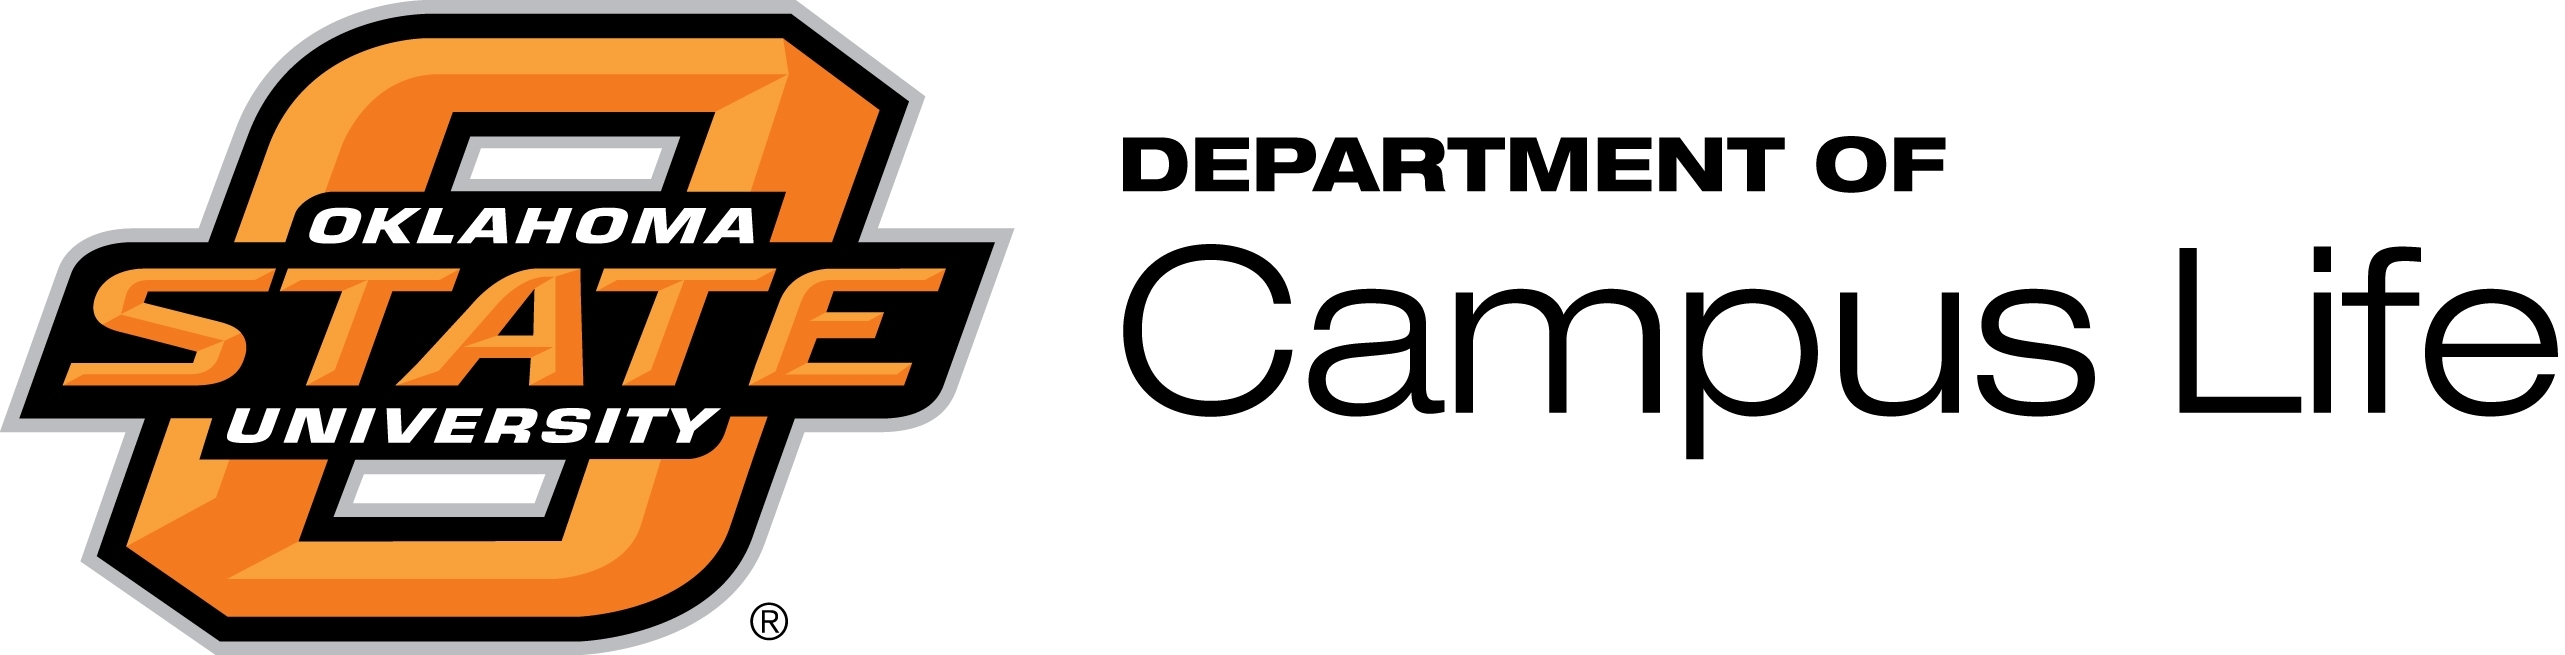 OKLAHOMA
STATE
UNIVERSITY
®
DEPARTMENT OF
Campus Life